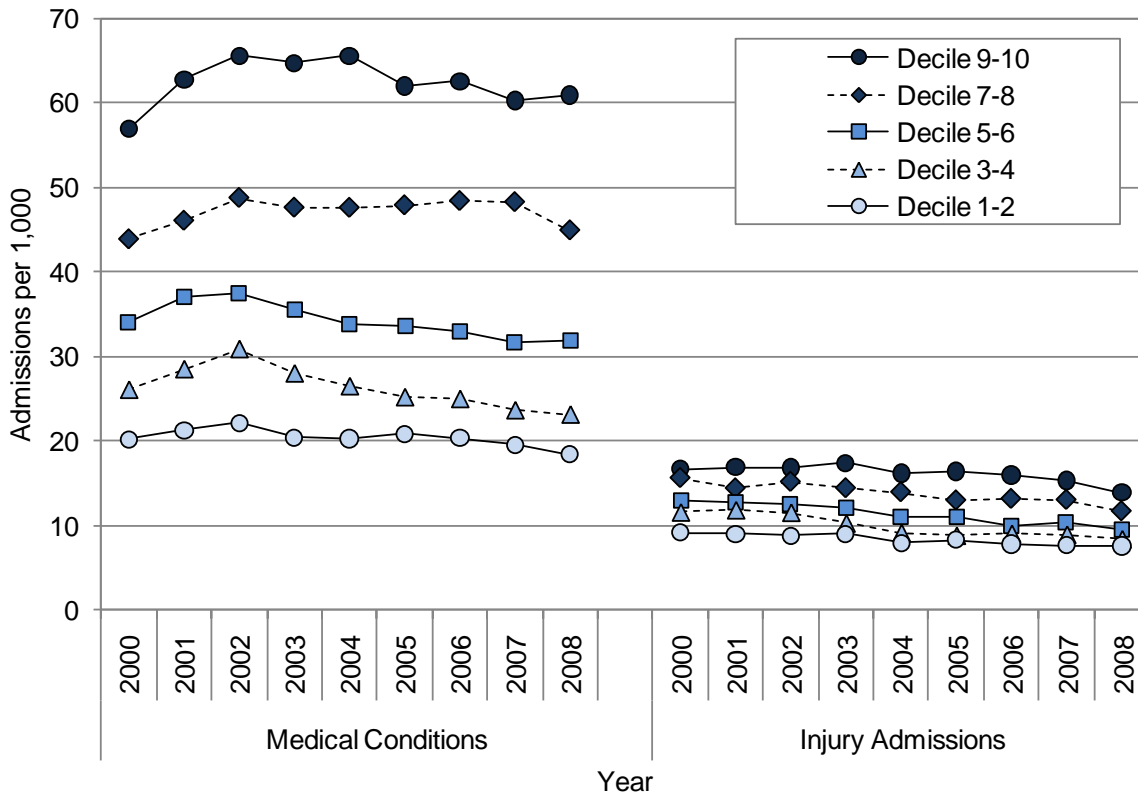 70
60
50
40
30
20
10
0
Admissions per 1,000
Decile 9-10
Decile 7-8
Decile 5-6
Decile 3-4
Decile 1-2
2000 2001 2002 2003 2004 2005 2006 2007 2008 2000 2001 2002 2003 2004 2005 2006 2007 2008
Medical Conditions Injury Admissions
Year